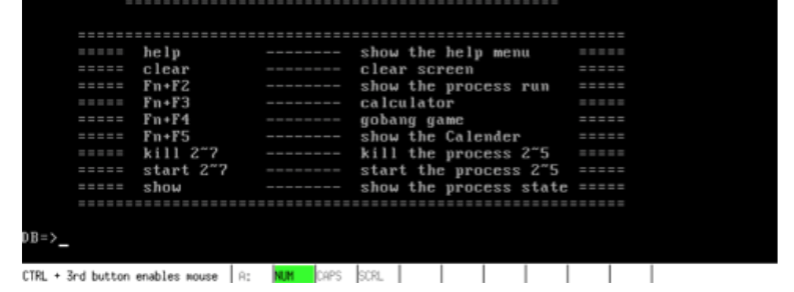 =======================================================
======================================================================
===== help -------- show the help menu =====
===== clear -------- clear screen =====
===== Fn+F2 -------- show the process run =====
===== Fn+F3 -------- calculator =====
===== Fn+F4 -------- gobang game =====
===== Fn+F5 -------- show the Calender =====
===== kill 2~7 -------- kill the process 2~5 =====
===== start 2~7 -------- start the process 2~5 =====
===== show -------- show the process state =====
======================================================================
DB=>_
CTRL + 3rd button enables mouse A: NUM CAPS SCRL